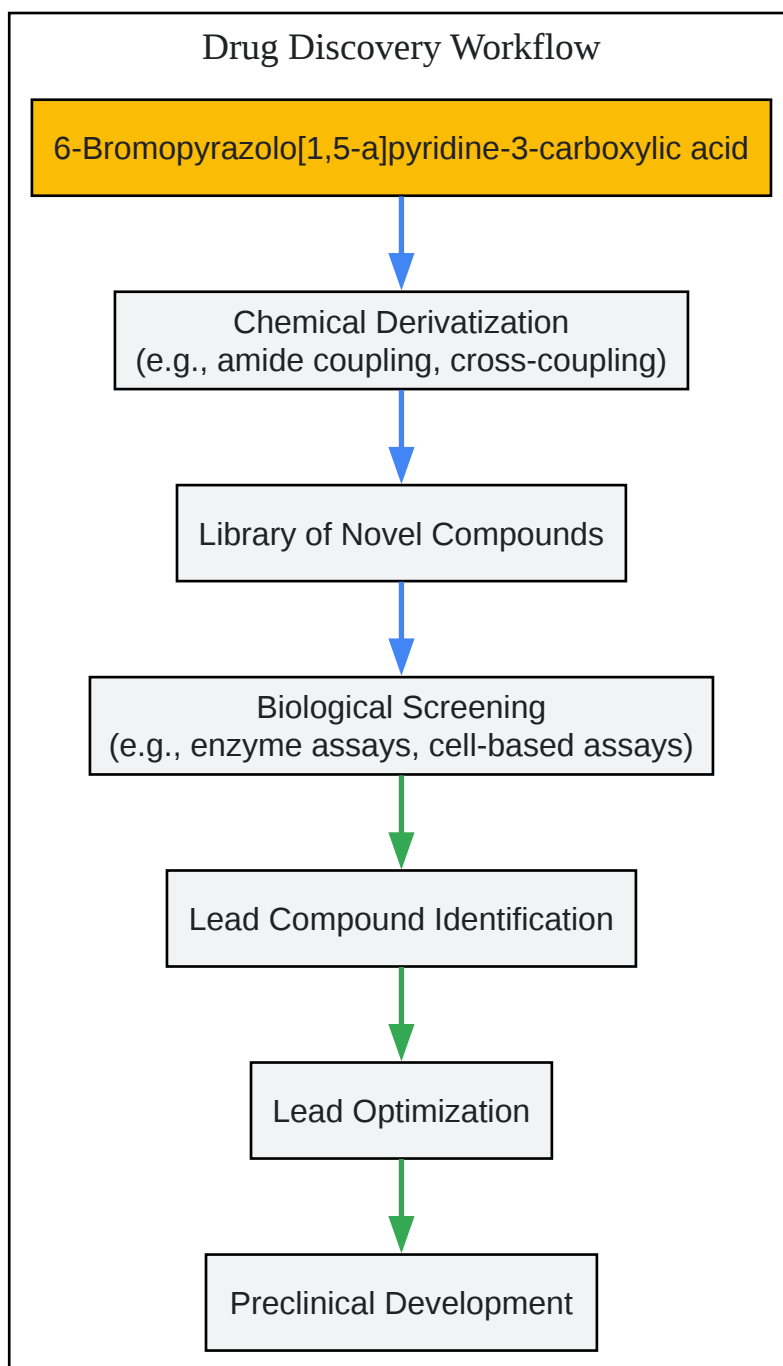 Drug Discovery Workflow
6-Bromopyrazolo[1,5-a]pyridine-3-carboxylic acid
Chemical Derivatization
(e.g., amide coupling, cross-coupling)
Library of Novel Compounds
Biological Screening
(e.g., enzyme assays, cell-based assays)
Lead Compound Identification
Lead Optimization
Preclinical Development